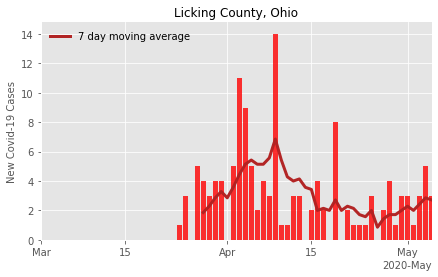 Licking County, Ohio
7 day moving average
New Covid-19 Cases
14
12
10
8
6
4
2
0
Mar 15 Apr 15 May
2020-May